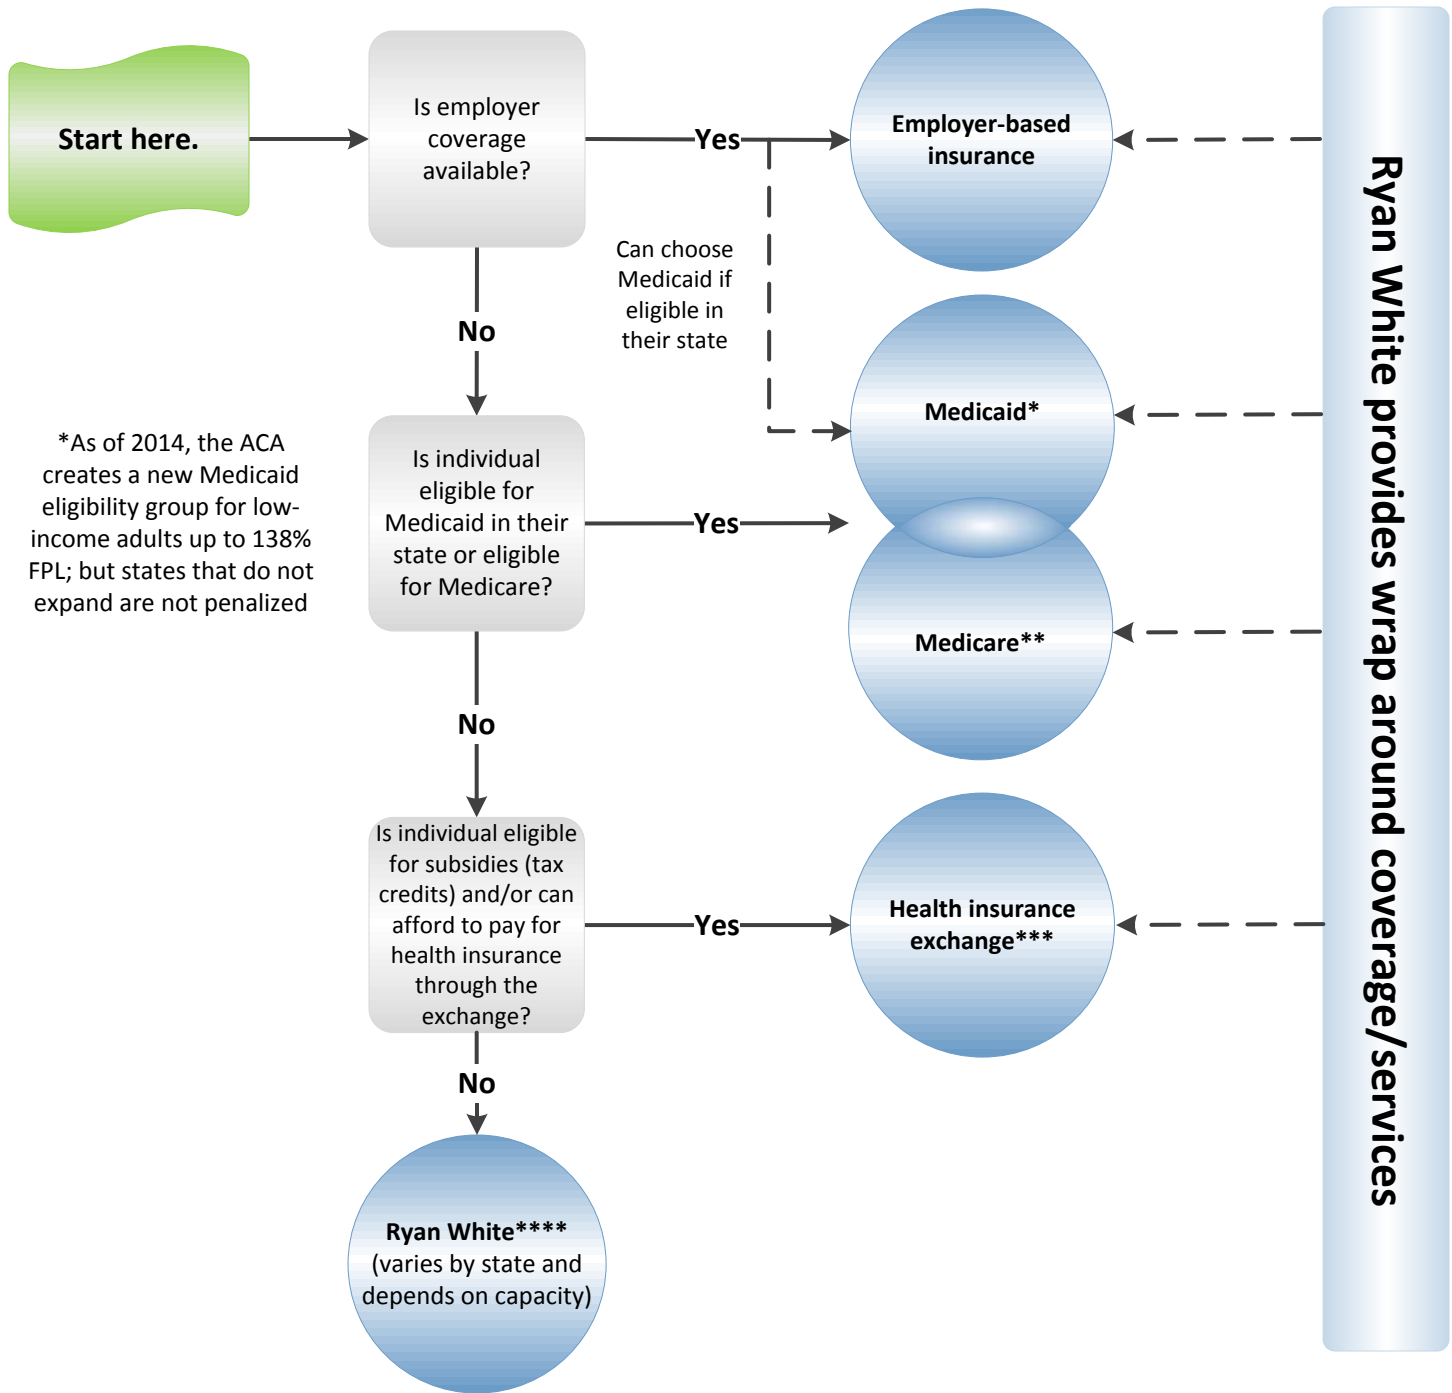 Start here.
Is employer
coverage
available?
Yes
Employer-based
insurance
Can choose
Medicaid if
eligible in
their state
No
Medicaid*
*As of 2014, the ACA
creates a new Medicaid
eligibility group for low-
income adults up to 138%
FPL; but states that do not
expand are not penalized
Is individual
eligible for
Medicaid in their
state or eligible
for Medicare?
Yes
Medicare**
No
Is individual eligible
for subsidies (tax
credits) and/or can
afford to pay for
health insurance
through the
exchange?
Yes
Health insurance
exchange***
No
Ryan White****
(varies by state and
depends on capacity)
Ryan White provides wrap around coverage/services